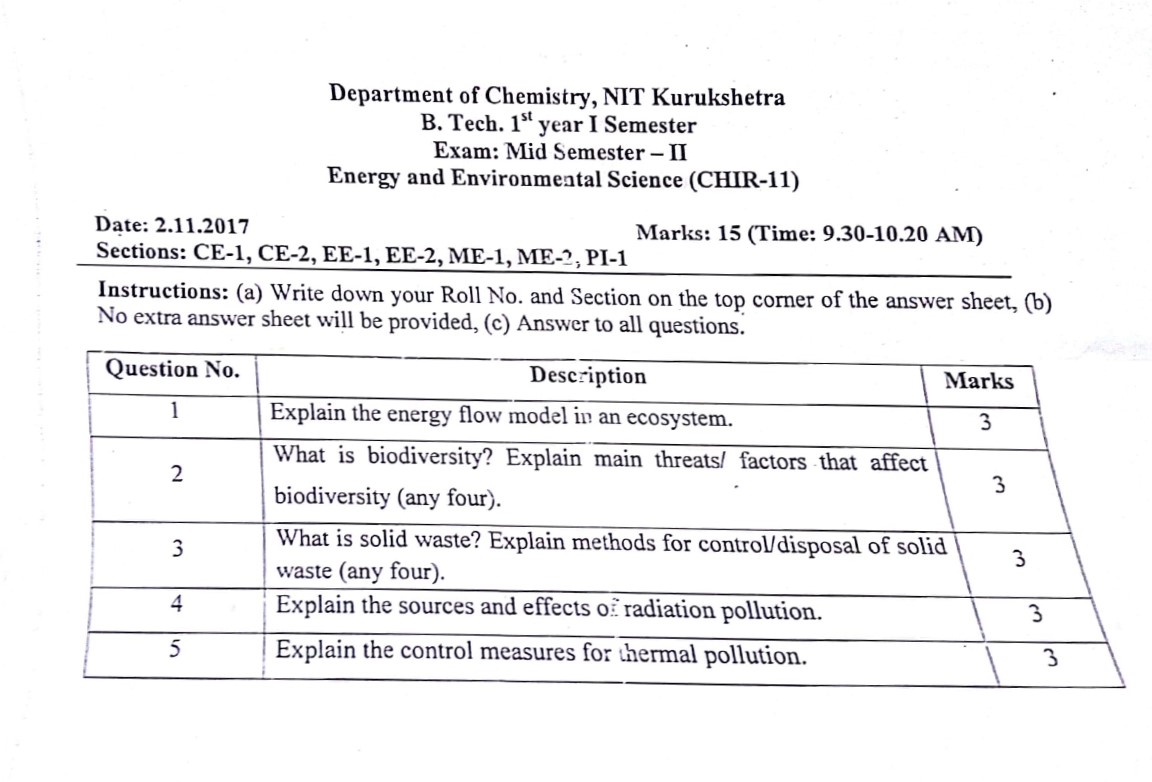 Department of Chemistry, NIT Kurukshetra
B. Tech. 1st year I Semester
Exam: Mid Semester – II
Energy and Environmental Science (CHIR-11)
Date: 2.11.2017 Marks: 15 (Time: 9.30-10.20 AM)
Sections: CE-1, CE-2, EE-1, EE-2, ME-1, ME-2, PI-1
Instructions: (a) Write down your Roll No. and Section on the top corner of the answer sheet, (b)
No extra answer sheet will be provided, (c) Answer to all questions.
Question No. Description Marks
1 Explain the energy flow model in an ecosystem. 3
What is biodiversity? Explain main threats/ factors that affect
2 3
biodiversity (any four).
What is solid waste? Explain methods for control/disposal of solid
3 3
waste (any four).
4 Explain the sources and effects of radiation pollution. 3
5 Explain the control measures for thermal pollution. 3